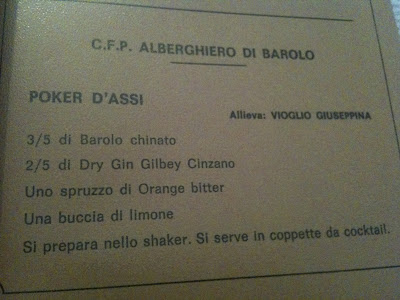 C.F.P. ALBERGHIERO DI BAROLO
POKER D'ASSI
Allieva: VIOGLIO GIUSEPPINA
3/5 di Barolo chinato
2/5 di Dry Gin Gilbey Cinzano
Uno spruzzo di Orange bitter
Una buccia di limone
Si prepara nello shaker. Si serve in coppette da cocktail.